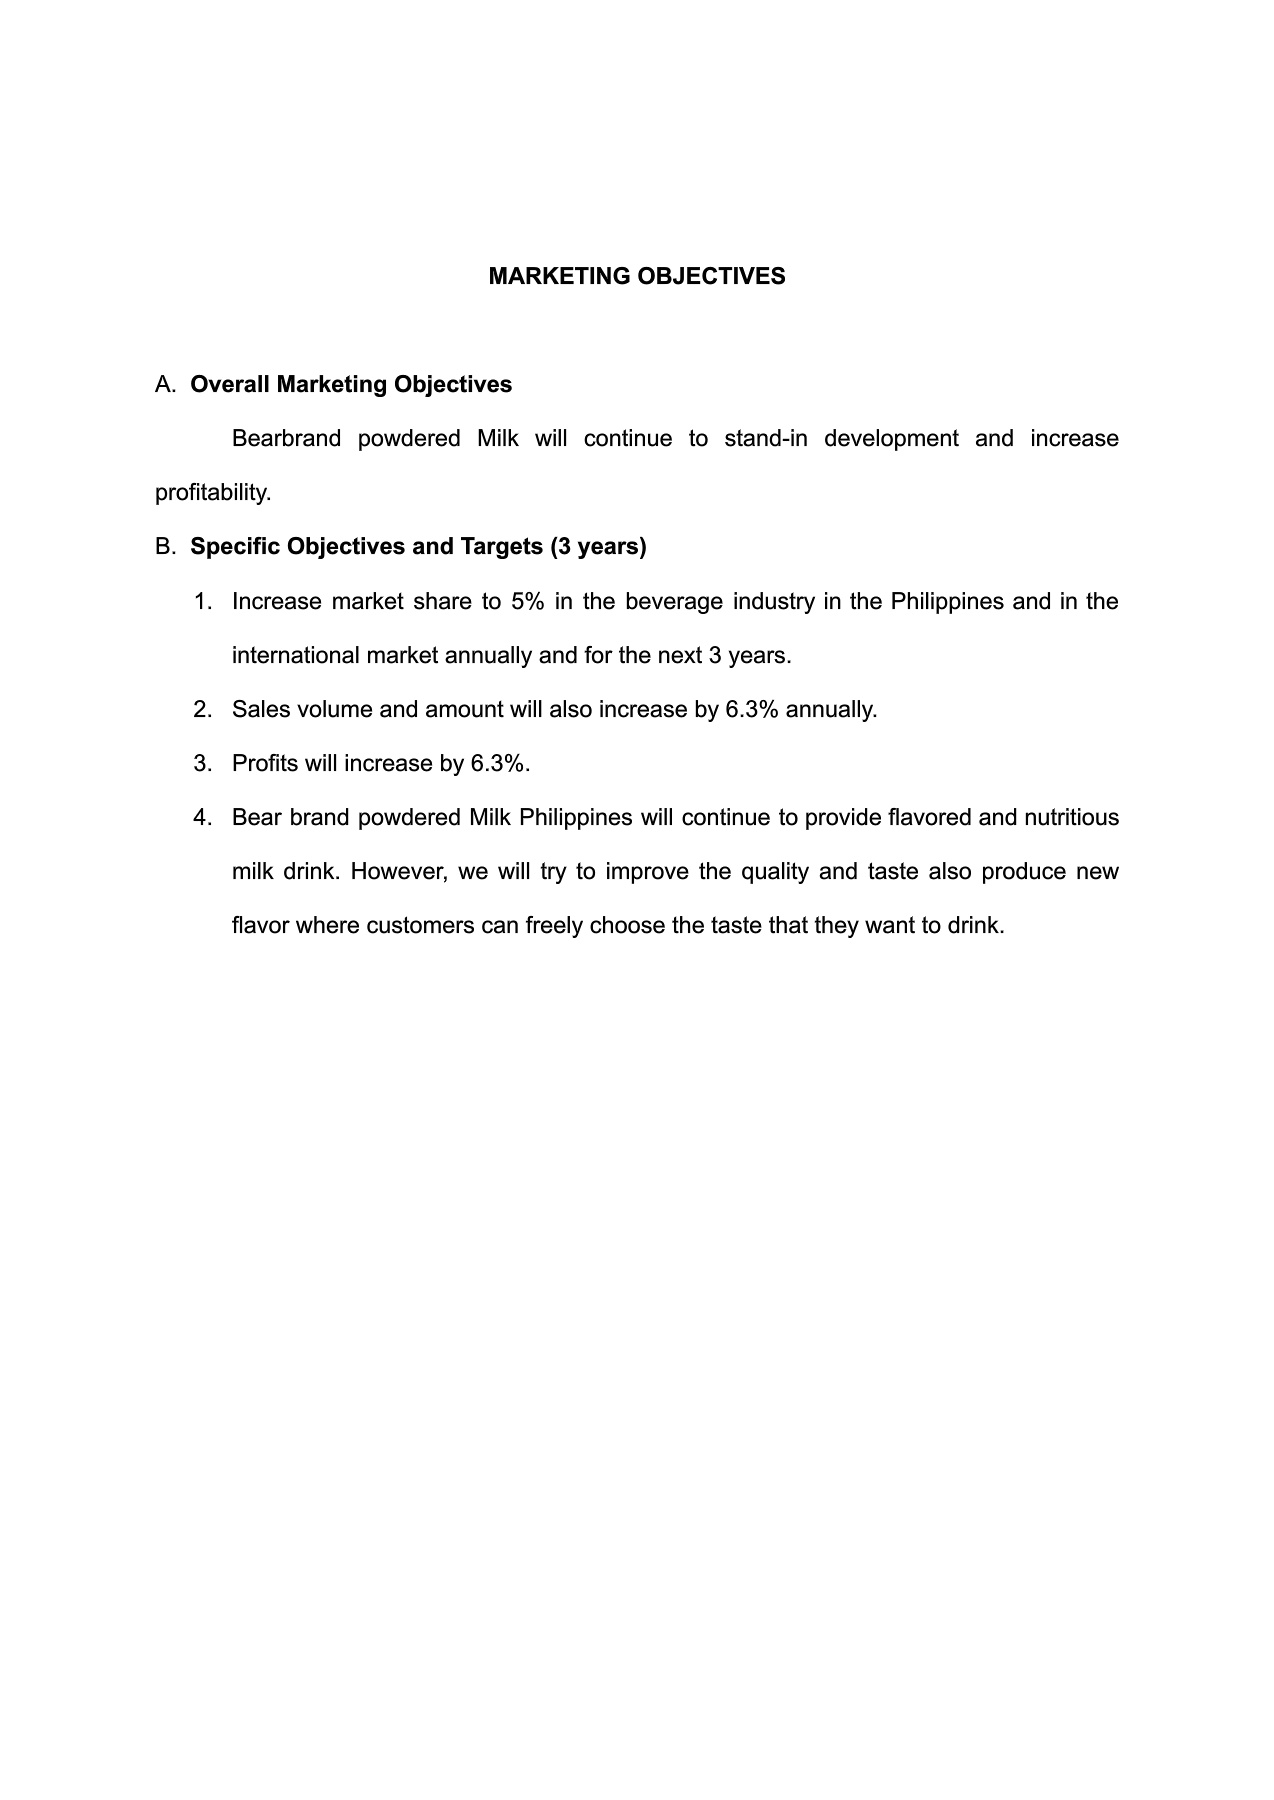 MARKETING OBJECTIVES
A. Overall Marketing Objectives
Bearbrand powdered Milk will continue to stand-in development and increase
profitability.
B. Specific Objectives and Targets (3 years)
1. Increase market share to 5% in the beverage industry in the Philippines and in the
international market annually and for the next 3 years.
2. Sales volume and amount will also increase by 6.3% annually.
3. Profits will increase by 6.3%.
4. Bear brand powdered Milk Philippines will continue to provide flavored and nutritious
milk drink. However, we will try to improve the quality and taste also produce new
flavor where customers can freely choose the taste that they want to drink.